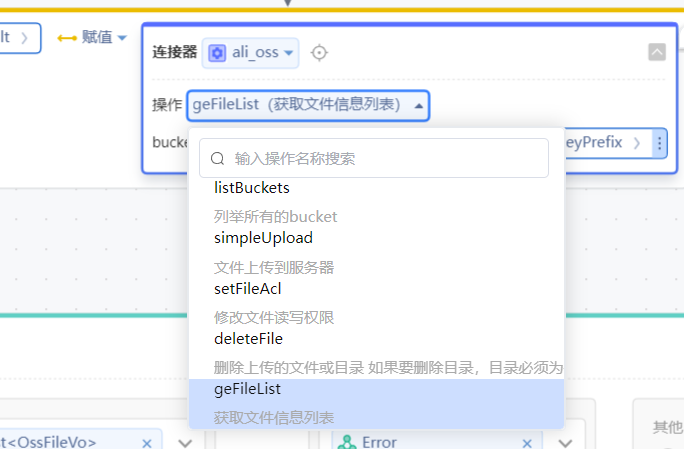 lt
赋值
连接器 ali_oss
操作 geFileList（获取文件信息列表）
eyPrefix
输入操作名称搜索
listBuckets
列举所有的bucket
simpleUpload
文件上传到服务器
setFileAcl
修改文件读写权限
deleteFile
删除上传的文件或目录 如果要删除目录，目录必须为
geFileList
获取文件信息列表
t<OssFileVo>
Error
其他